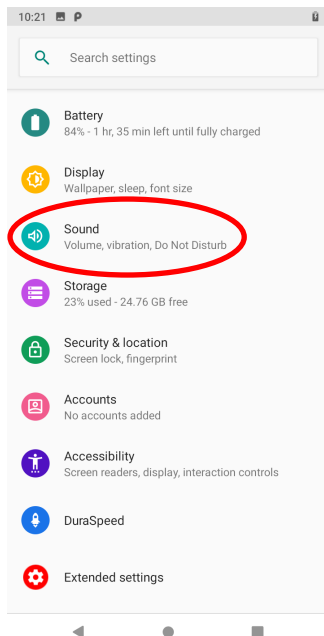 10:21
Search settings
Battery
84% - 1 hr, 35 min left until fully charged
Display
Wallpaper, sleep, font size
Sound
Volume, vibration, Do Not Disturb
Storage
23% used - 24.76 GB free
Security & location
Screen lock, fingerprint
Accounts
No accounts added
Accessibility
Screen readers, display, interaction controls
DuraSpeed
Extended settings